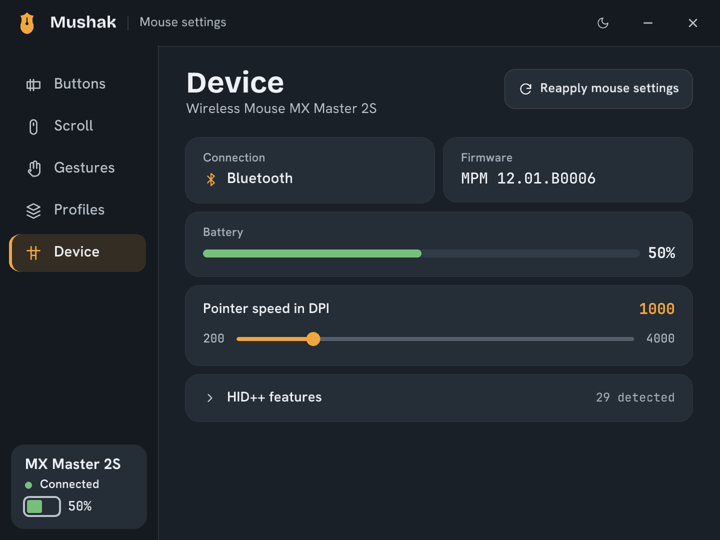 Mushak
Mouse settings
Buttons
Scroll
Gestures
Profiles
Device
MX Master 2S
Connected
50%
Device
Wireless Mouse MX Master 2S
Reapply mouse settings
Connection
Bluetooth
Firmware
MPM 12.01.B0006
Battery
50%
Pointer speed in DPI
1000
200
4000
HID++ features
29 detected